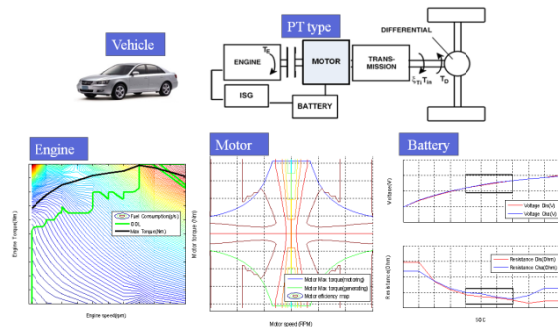 Vehicle
PT type
DIFFERENTIAL
ENGINE
TE
MOTOR
TRANS-
MISSION
TD
ISG
BATTERY
Engine
Motor
Battery
Engine Torque(Nm)
Fuel Consumption(g/s)
OOL
Max Torque(Nm)
Engine speed(rpm)
Motor torque (Nm)
Motor Max torque(motoring)
Motor Max torque(generating)
Motor efficiency map
Motor speed (RPM)
Voltage(V)
Voltage Dis(V)
Voltage Cha(V)
Resistance(Ohm)
Resistance Dis(Ohm)
Resistance Cha(Ohm)
SOC